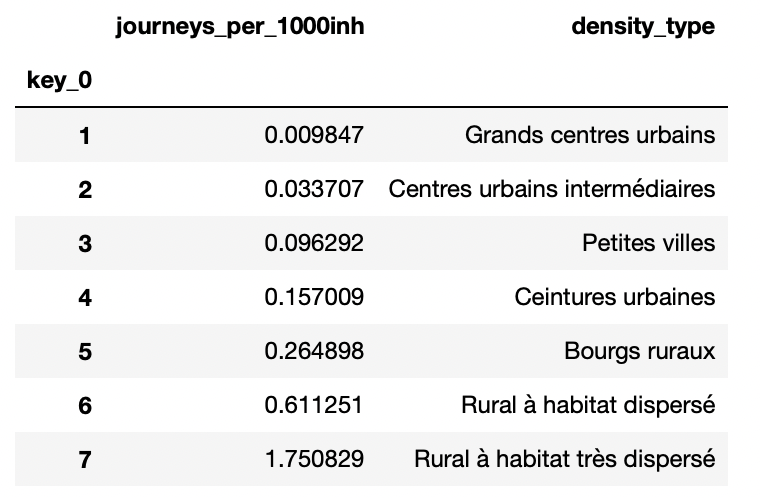 journeys_per_1000inh density_type
key_0
1 0.009847 Grands centres urbains
2 0.033707 Centres urbains intermédiaires
3 0.096292 Petites villes
4 0.157009 Ceintures urbaines
5 0.264898 Bourgs ruraux
6 0.611251 Rural à habitat dispersé
7 1.750829 Rural à habitat très dispersé